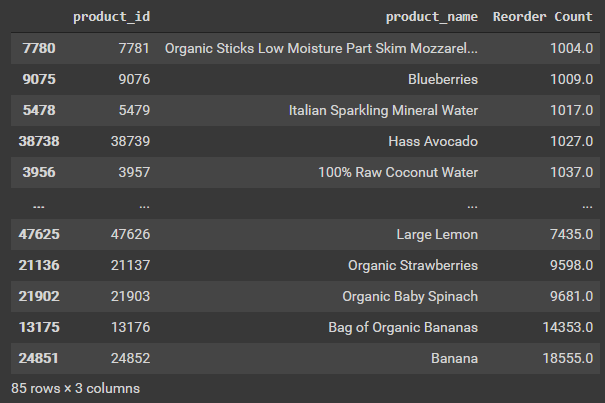 product_id product_name Reorder Count
7780 7781 Organic Sticks Low Moisture Part Skim Mozzarel... 1004.0
9075 9076 Blueberries 1009.0
5478 5479 Italian Sparkling Mineral Water 1017.0
38738 38739 Hass Avocado 1027.0
3956 3957 100% Raw Coconut Water 1037.0
... ... ... ...
47625 47626 Large Lemon 7435.0
21136 21137 Organic Strawberries 9598.0
21902 21903 Organic Baby Spinach 9681.0
13175 13176 Bag of Organic Bananas 14353.0
24851 24852 Banana 18555.0
85 rows × 3 columns